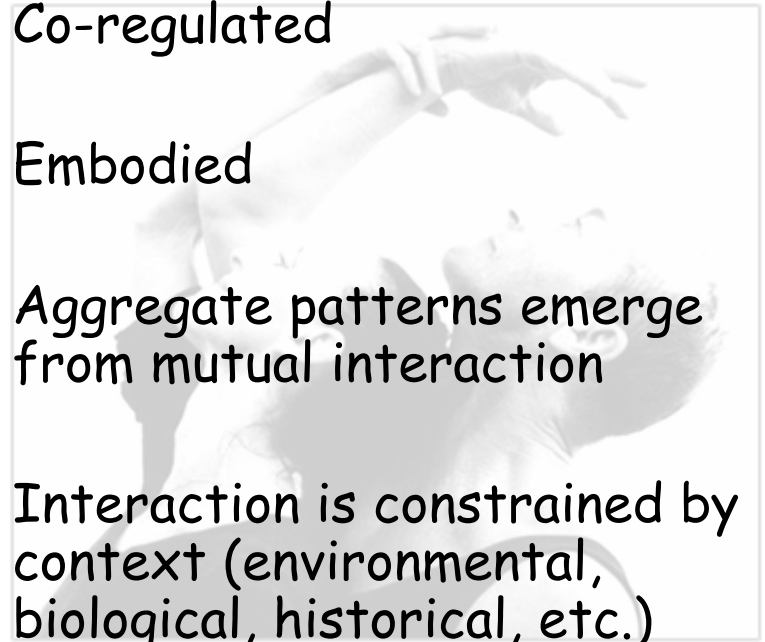 Co-regulated
Embodied
Aggregate patterns emerge
from mutual interaction
Interaction is constrained by
context (environmental,
biological, historical, etc.)